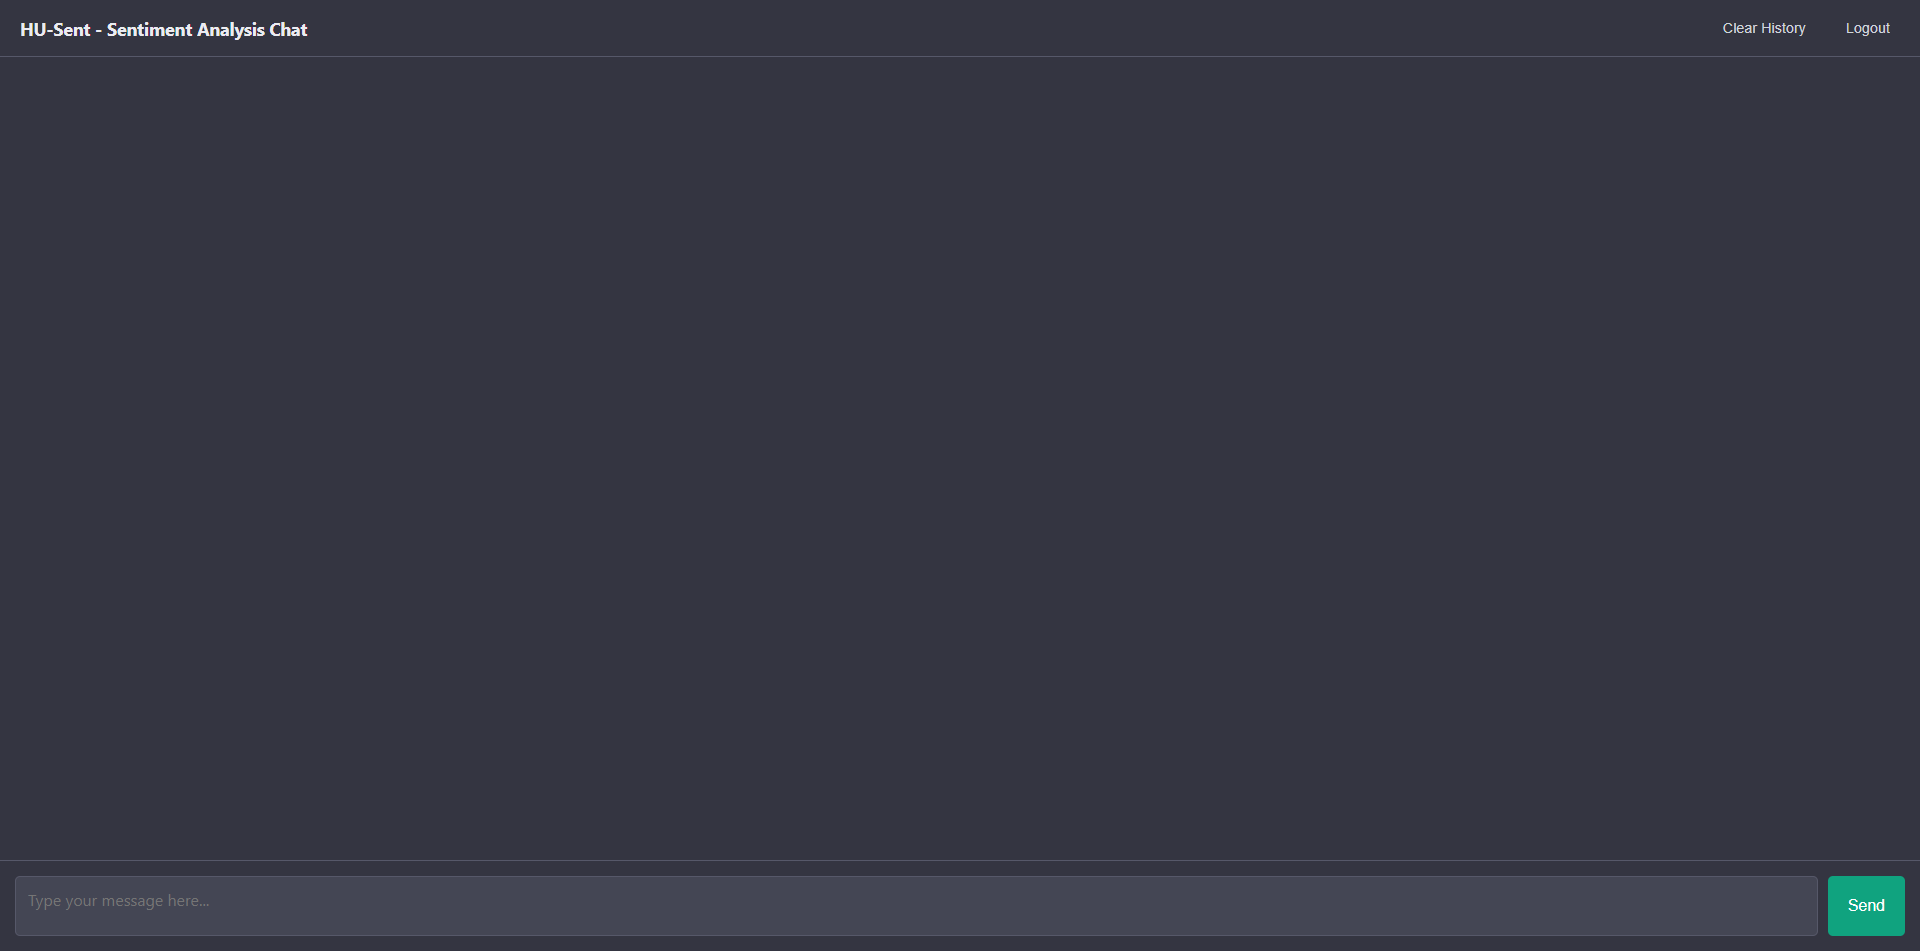 HU-Sent - Sentiment Analysis Chat
Clear History
Logout
Type your message here...
Send